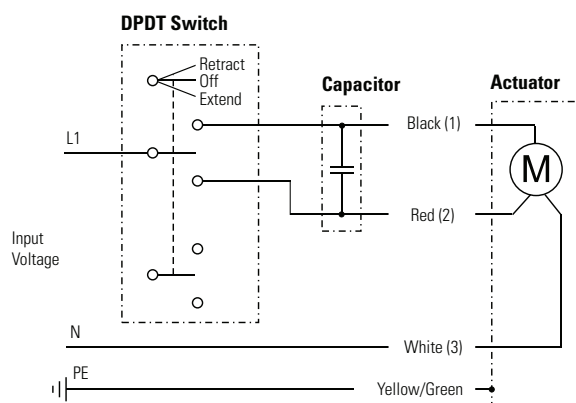 DPDT Switch
Retract
Off
Extend
Capacitor
Actuator
Black (1)
L1
M
Red (2)
Input
Voltage
N
White (3)
PE
Yellow/Green